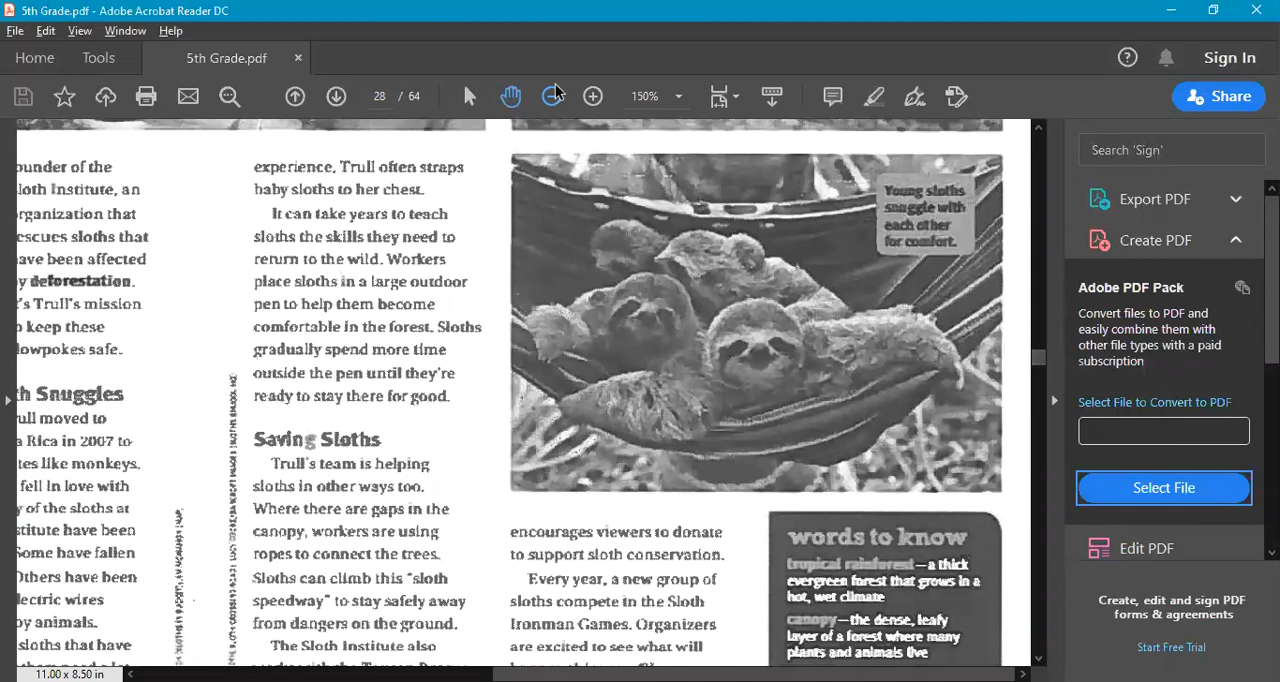 5th Grade.pdf - Adobe Acrobat Reader DC
File Edit View Window Help
Home Tools 5th Grade.pdf × Sign In
28 / 64 150% Share
ounder of the
loth Institute, an
rganization that
escues sloths that
ave been affected
y deforestation.
's Trull's mission
o keep these
lowpokes safe.
h Snuggles
rull moved to
a Rica in 2007 to
tes like monkeys.
fell in love with
y of the sloths at
stitute have been
Some have fallen
Others have been
lectric wires
by animals.
sloths that have
experience, Trull often straps
baby sloths to her chest.
It can take years to teach
sloths the skills they need to
return to the wild. Workers
place sloths in a large outdoor
pen to help them become
comfortable in the forest. Sloths
gradually spend more time
outside the pen until they're
ready to stay there for good.
Saving Sloths
Trull's team is helping
sloths in other ways too.
Where there are gaps in the
canopy, workers are using
ropes to connect the trees.
Sloths can climb this "sloth
speedway" to stay safely away
from dangers on the ground.
The Sloth Institute also
Young sloths
snuggle with
each other
for comfort.
encourages viewers to donate
to support sloth conservation.
Every year, a new group of
sloths compete in the Sloth
Ironman Games. Organizers
are excited to see what will
words to know
tropical rainforest—a thick
evergreen forest that grows in a
hot, wet climate
canopy—the dense, leafy
layer of a forest where many
plants and animals live
Search 'Sign'
Export PDF
Create PDF
Adobe PDF Pack
Convert files to PDF and
easily combine them with
other file types with a paid
subscription
Select File to Convert to PDF
Select File
Edit PDF
Create, edit and sign PDF
forms & agreements
Start Free Trial
11.00 x 8.50 in